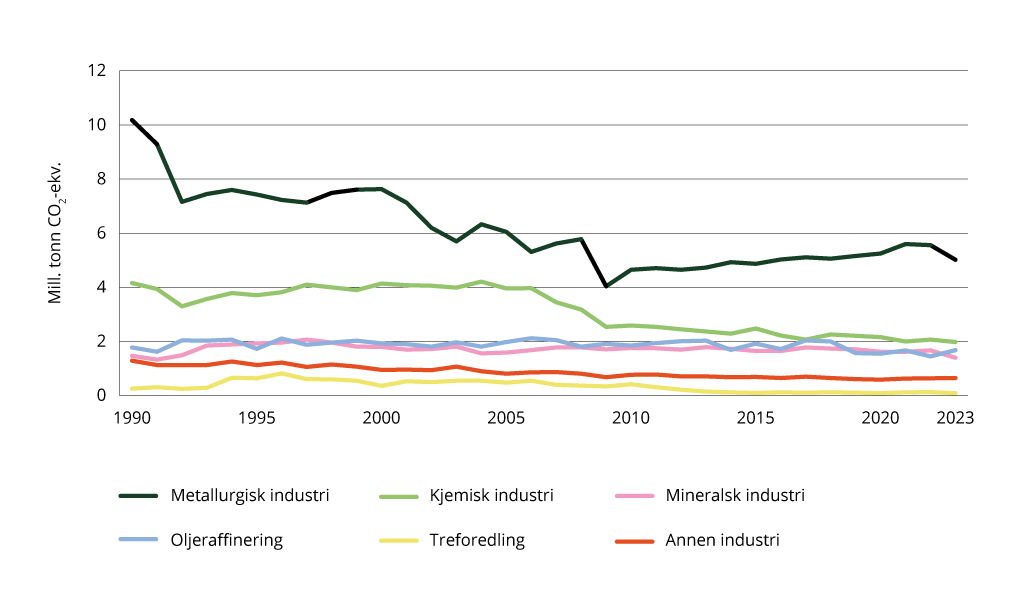 12
10
8
6
4
2
0
Mill. tonn CO₂-ekv.
1990 1995 2000 2005 2010 2015 2020 2023
Metallurgisk industri Kjemisk industri Mineralsk industri
Oljeraffinering Treforedling Annen industri